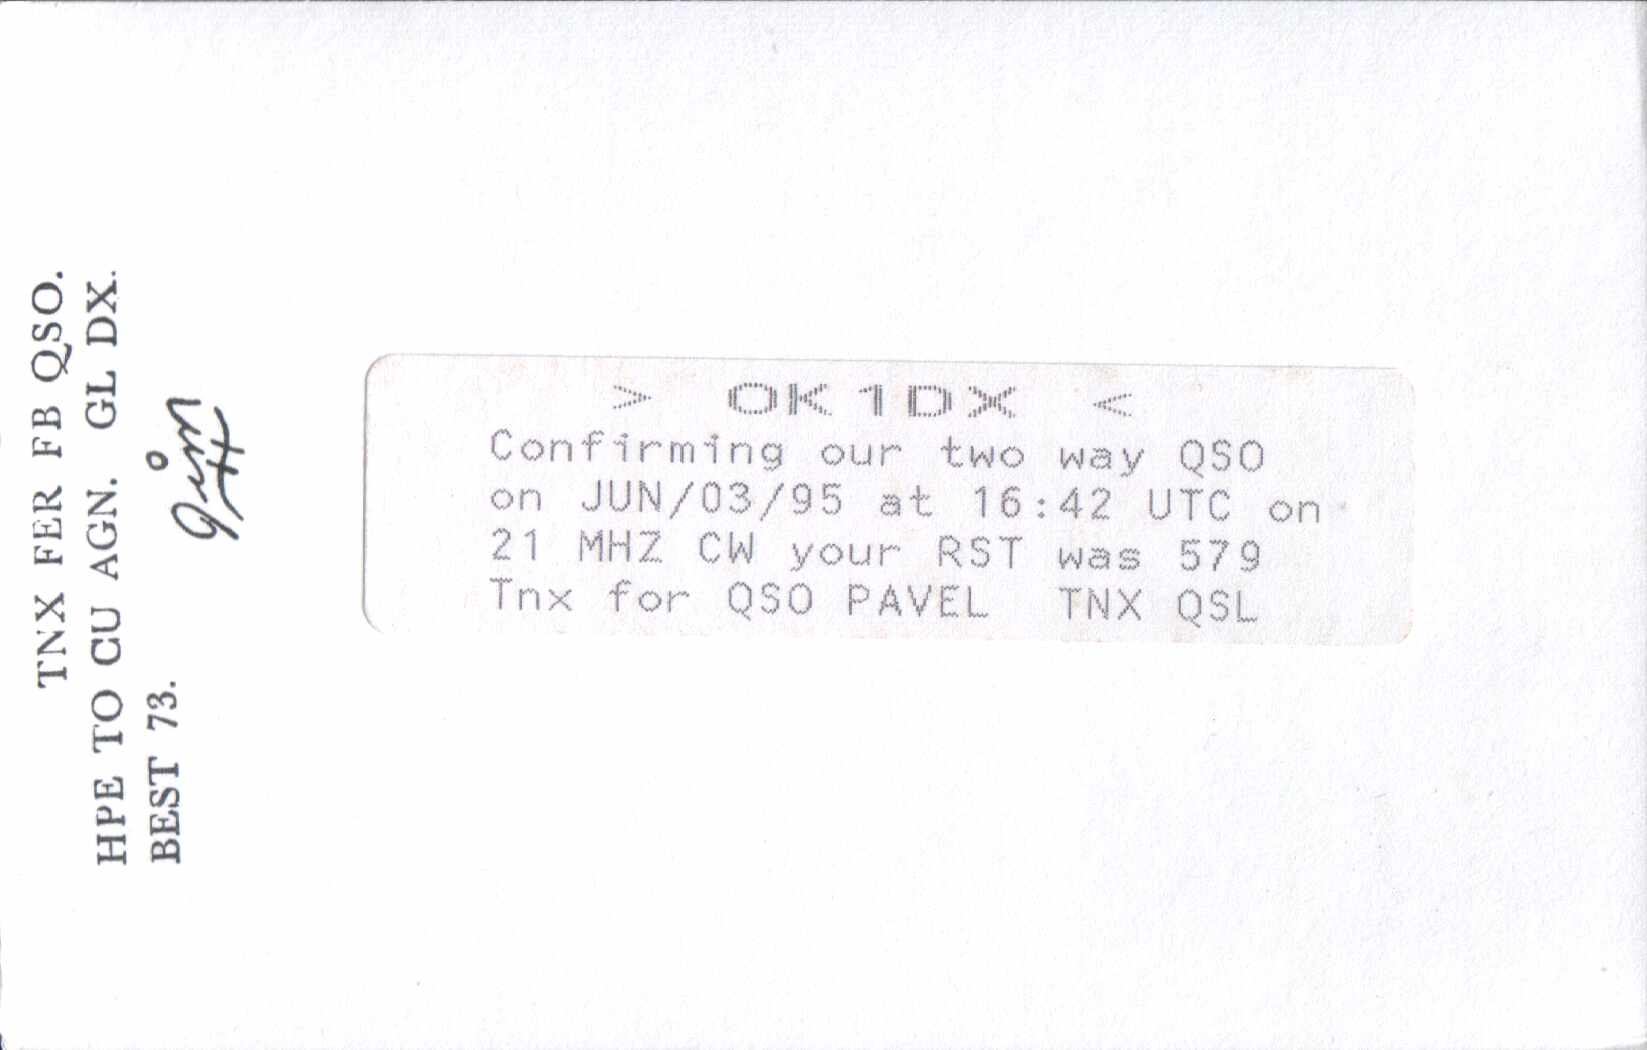 TNX FER FB QSO.
HPE TO CU AGN. GL DX.
BEST 73.
> OK1DX <
Confirming our two way QSO
on JUN/03/95 at 16:42 UTC on
21 MHZ CW your RST was 579
Tnx for QSO PAVEL TNX QSL